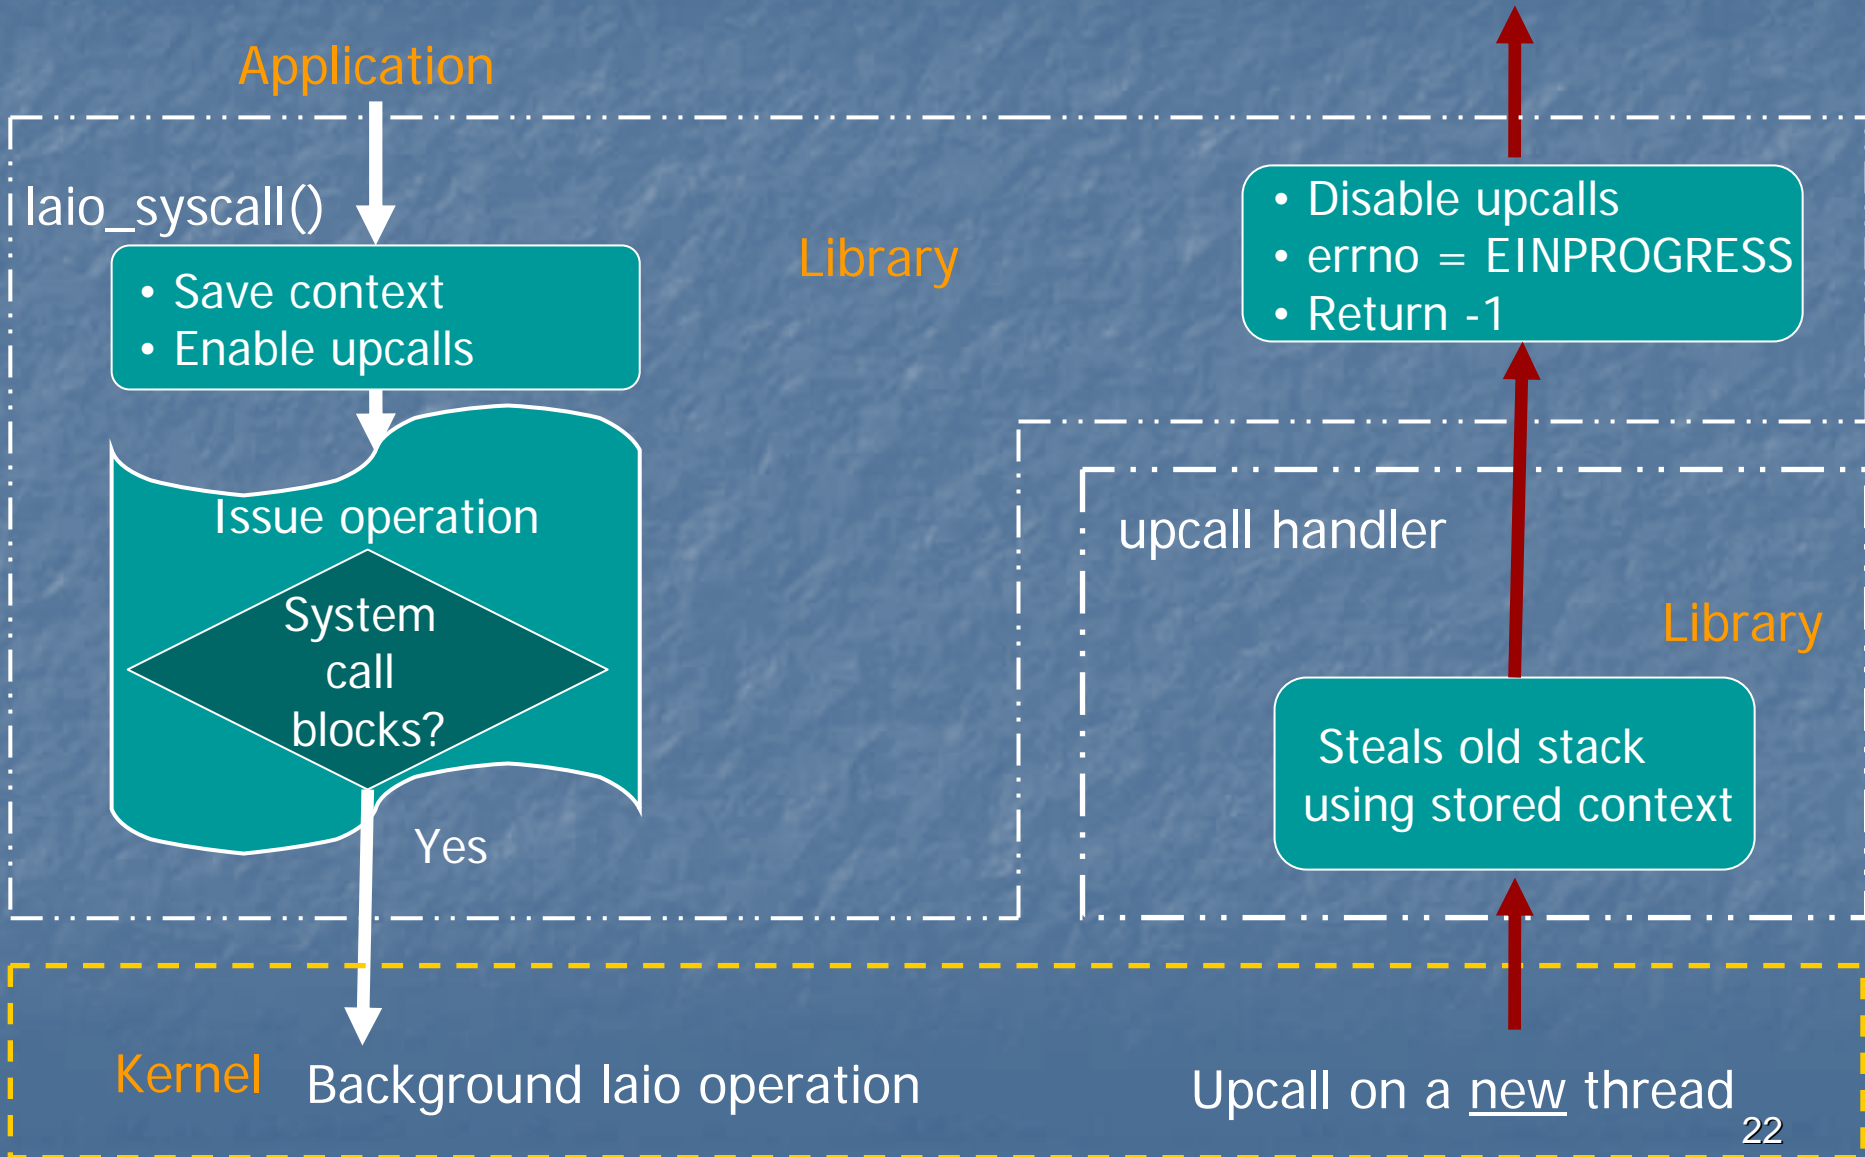 Application
laio_syscall()
• Save context
• Enable upcalls
Issue operation
System
call
blocks?
Yes
Library
• Disable upcalls
• errno = EINPROGRESS
• Return -1
upcall handler
Library
Steals old stack
using stored context
Kernel
Background laio operation
Upcall on a new thread
22